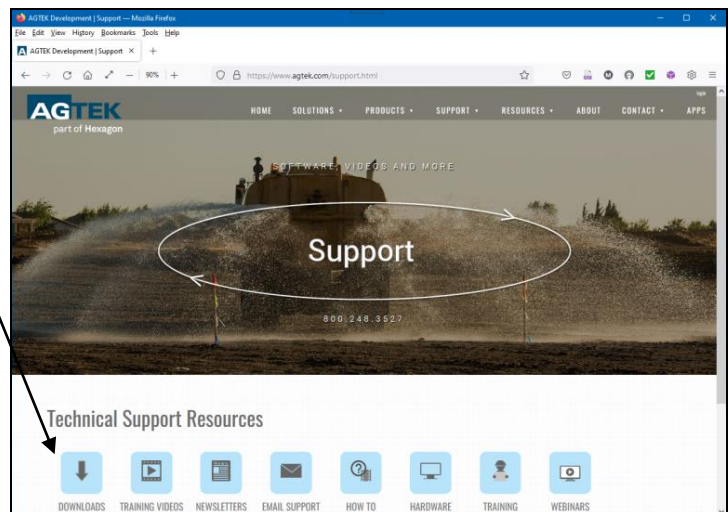 AGTEK Development | Support — Mozilla Firefox
File Edit View History Bookmarks Tools Help
AGTEK Development | Support × +
90% +
https://www.agtek.com/support.html
login
AGTEK
part of Hexagon
HOME SOLUTIONS PRODUCTS SUPPORT RESOURCES ABOUT CONTACT APPS
SOFTWARE, VIDEOS AND MORE
Support
800.248.3527
Technical Support Resources
DOWNLOADS TRAINING VIDEOS NEWSLETTERS EMAIL SUPPORT HOW TO HARDWARE TRAINING WEBINARS